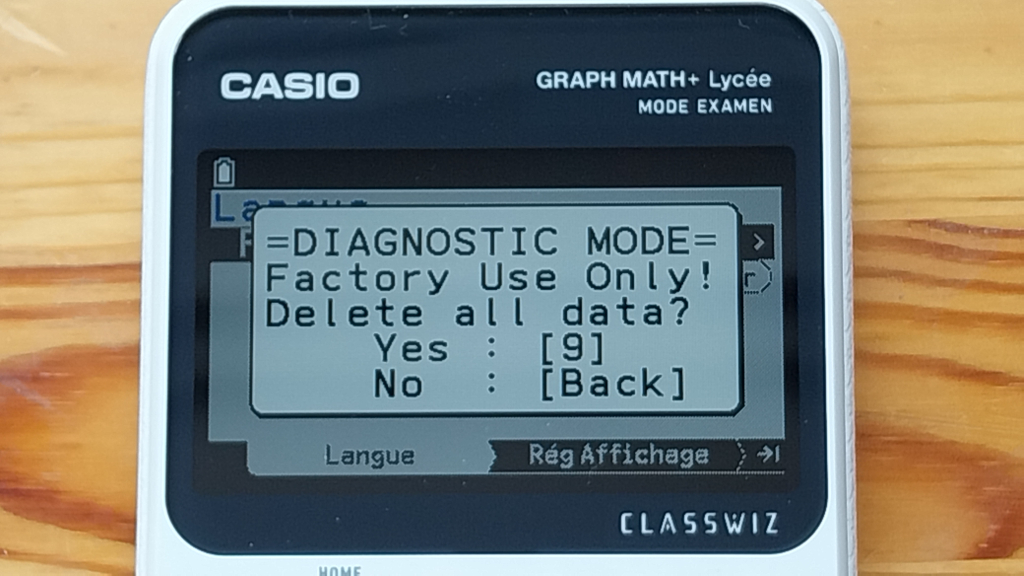 CASIO
GRAPH MATH+ Lycée
MODE EXAMEN
=DIAGNOSTIC MODE=
Factory Use Only!
Delete all data?
Yes : [9]
No : [Back]
Langue
Rég Affichage
CLASSWIZ
HOME